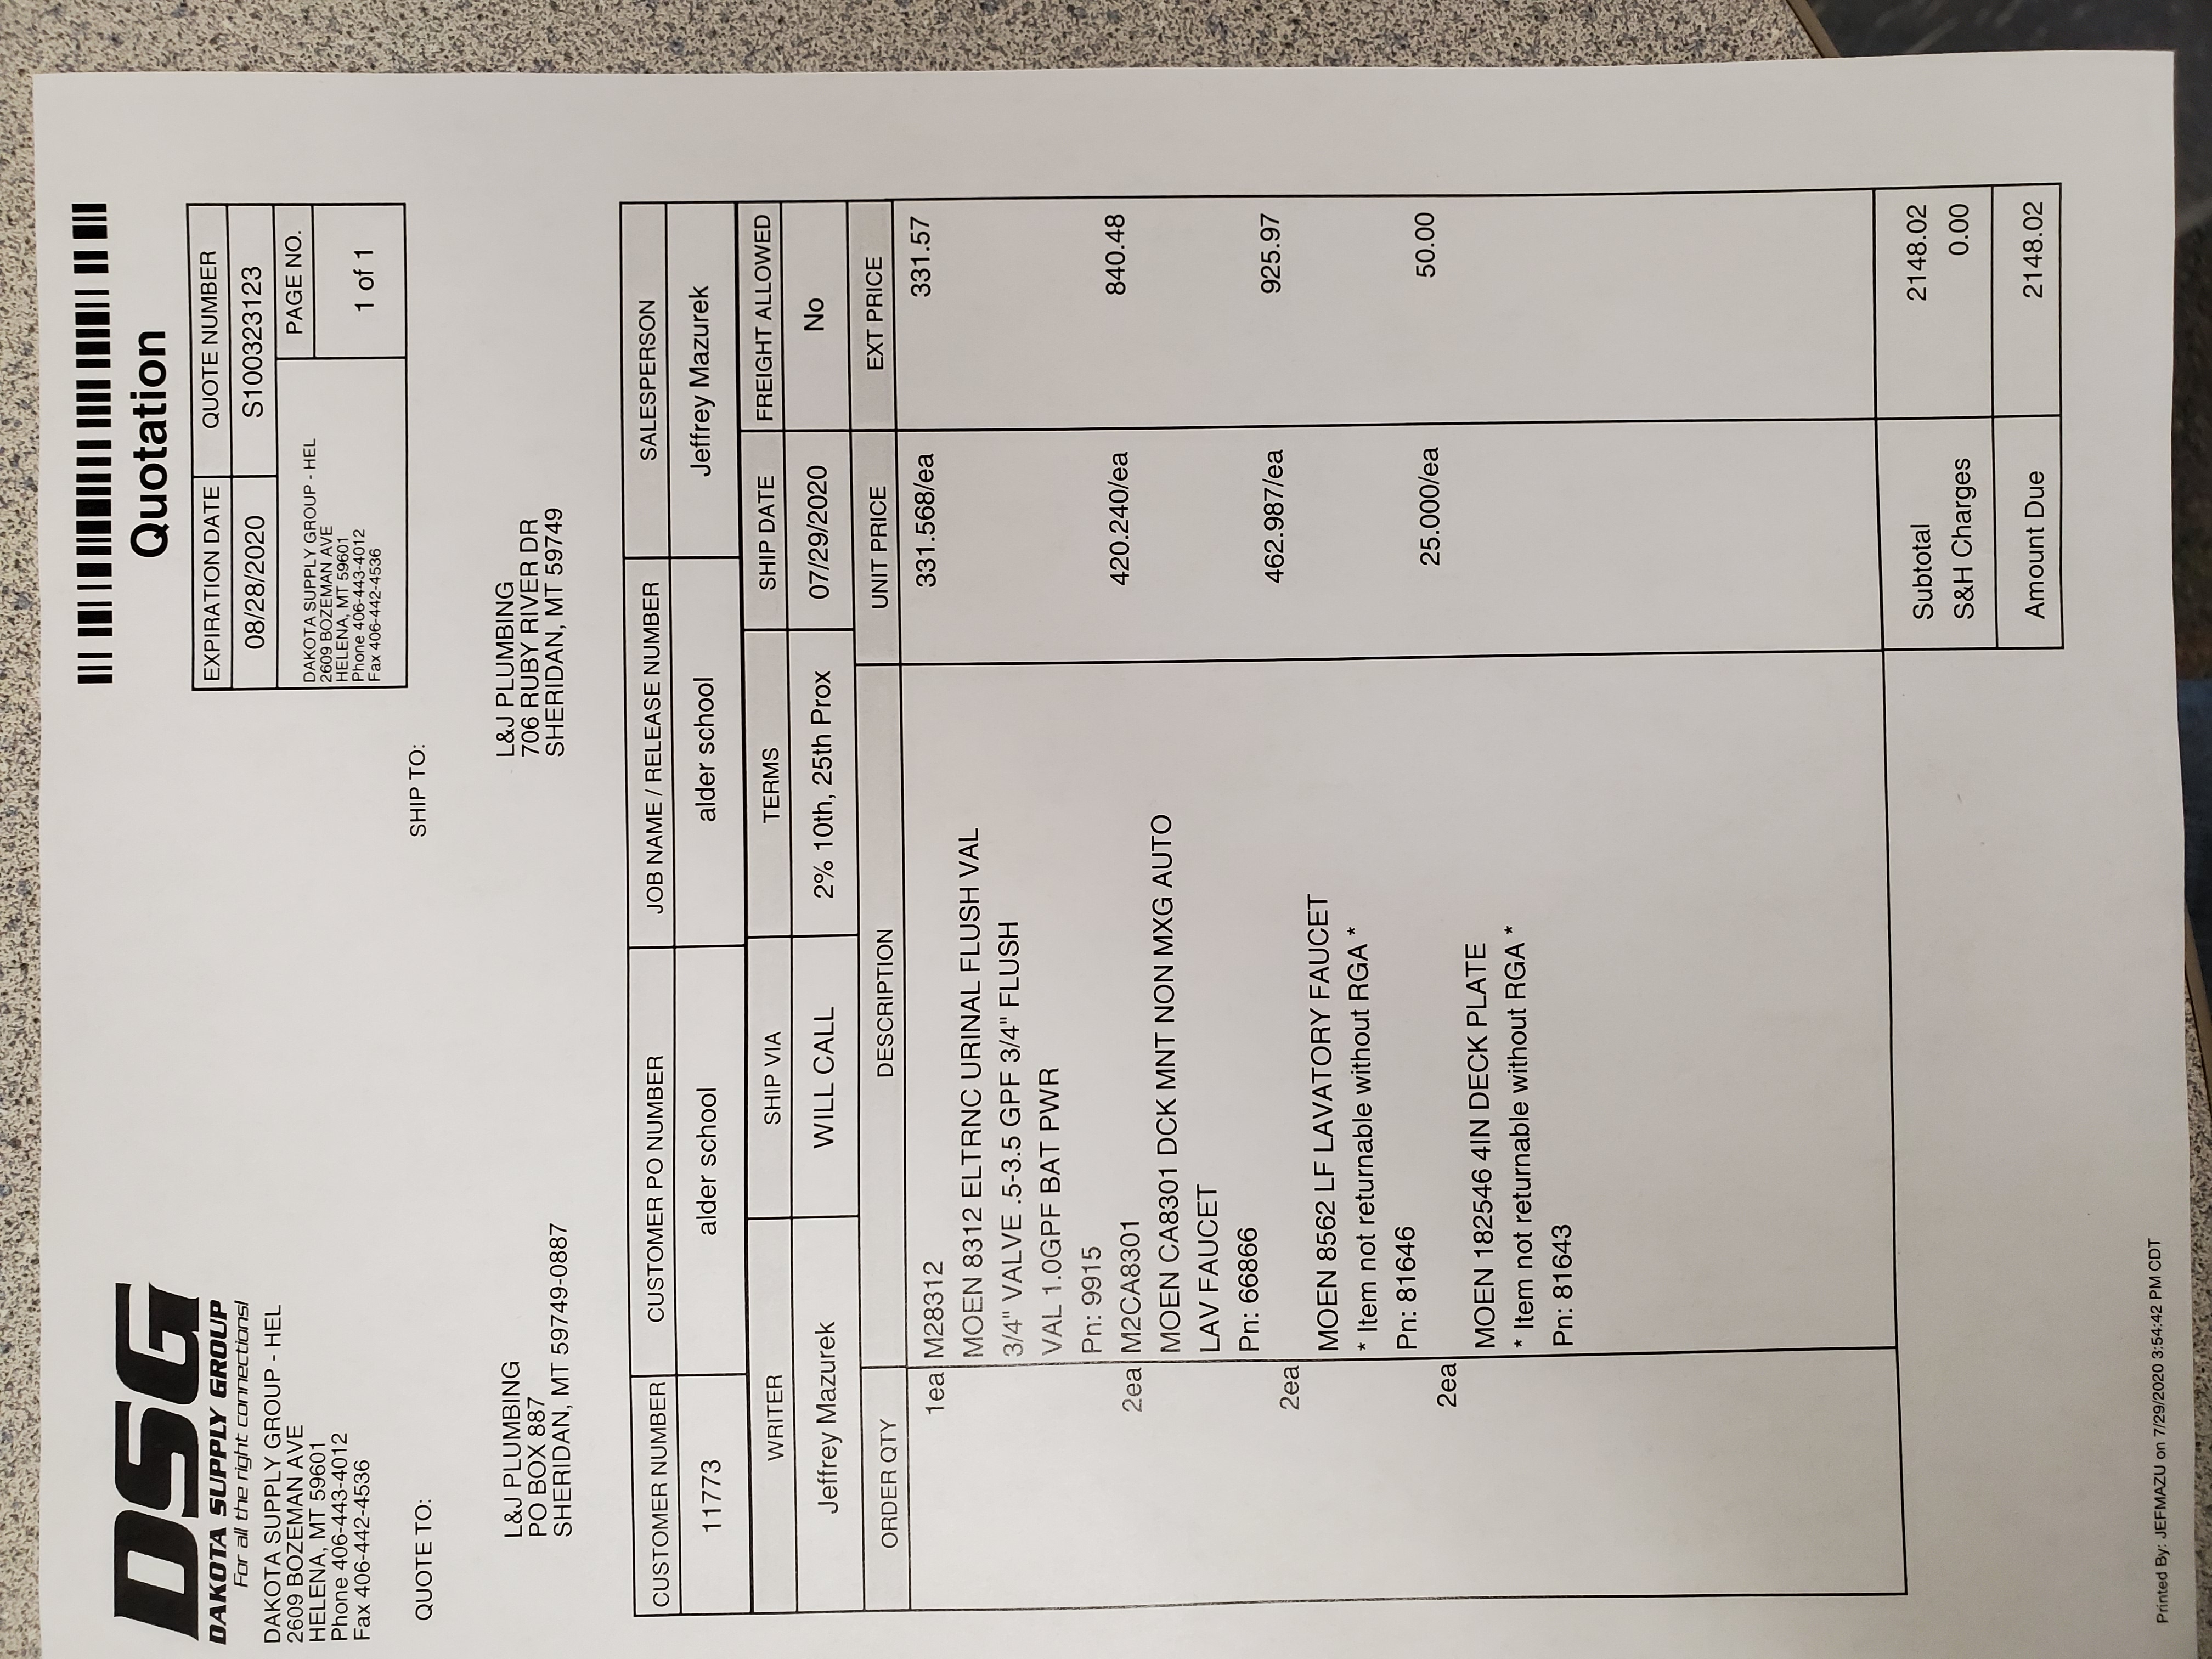 DSG
DAKOTA SUPPLY GROUP
For all the right connections!
DAKOTA SUPPLY GROUP - HEL
2609 BOZEMAN AVE
HELENA, MT 59601
Phone 406-443-4012
Fax 406-442-4536
Quotation
EXPIRATION DATE QUOTE NUMBER
08/28/2020 S100323123
DAKOTA SUPPLY GROUP - HEL
2609 BOZEMAN AVE
HELENA, MT 59601
Phone 406-443-4012
Fax 406-442-4536
PAGE NO.
1 of 1
QUOTE TO:
L&J PLUMBING
PO BOX 887
SHERIDAN, MT 59749-0887
SHIP TO:
L&J PLUMBING
706 RUBY RIVER DR
SHERIDAN, MT 59749
CUSTOMER NUMBER CUSTOMER PO NUMBER JOB NAME / RELEASE NUMBER SALESPERSON
11773 alder school alder school Jeffrey Mazurek
WRITER SHIP VIA TERMS SHIP DATE FREIGHT ALLOWED
Jeffrey Mazurek WILL CALL 2% 10th, 25th Prox 07/29/2020 No
ORDER QTY DESCRIPTION UNIT PRICE EXT PRICE
1ea M28312 331.568/ea 331.57
MOEN 8312 ELTRNC URINAL FLUSH VAL
3/4" VALVE .5-3.5 GPF 3/4" FLUSH
VAL 1.0GPF BAT PWR
Pn: 9915
2ea M2CA8301 420.240/ea 840.48
MOEN CA8301 DCK MNT NON MXG AUTO
LAV FAUCET
Pn: 66866
2ea 462.987/ea 925.97
MOEN 8562 LF LAVATORY FAUCET
* Item not returnable without RGA *
Pn: 81646
2ea 25.000/ea 50.00
MOEN 182546 4IN DECK PLATE
* Item not returnable without RGA *
Pn: 81643
Subtotal 2148.02
S&H Charges 0.00
Amount Due 2148.02
Printed By: JEFMAZU on 7/29/2020 3:54:42 PM CDT